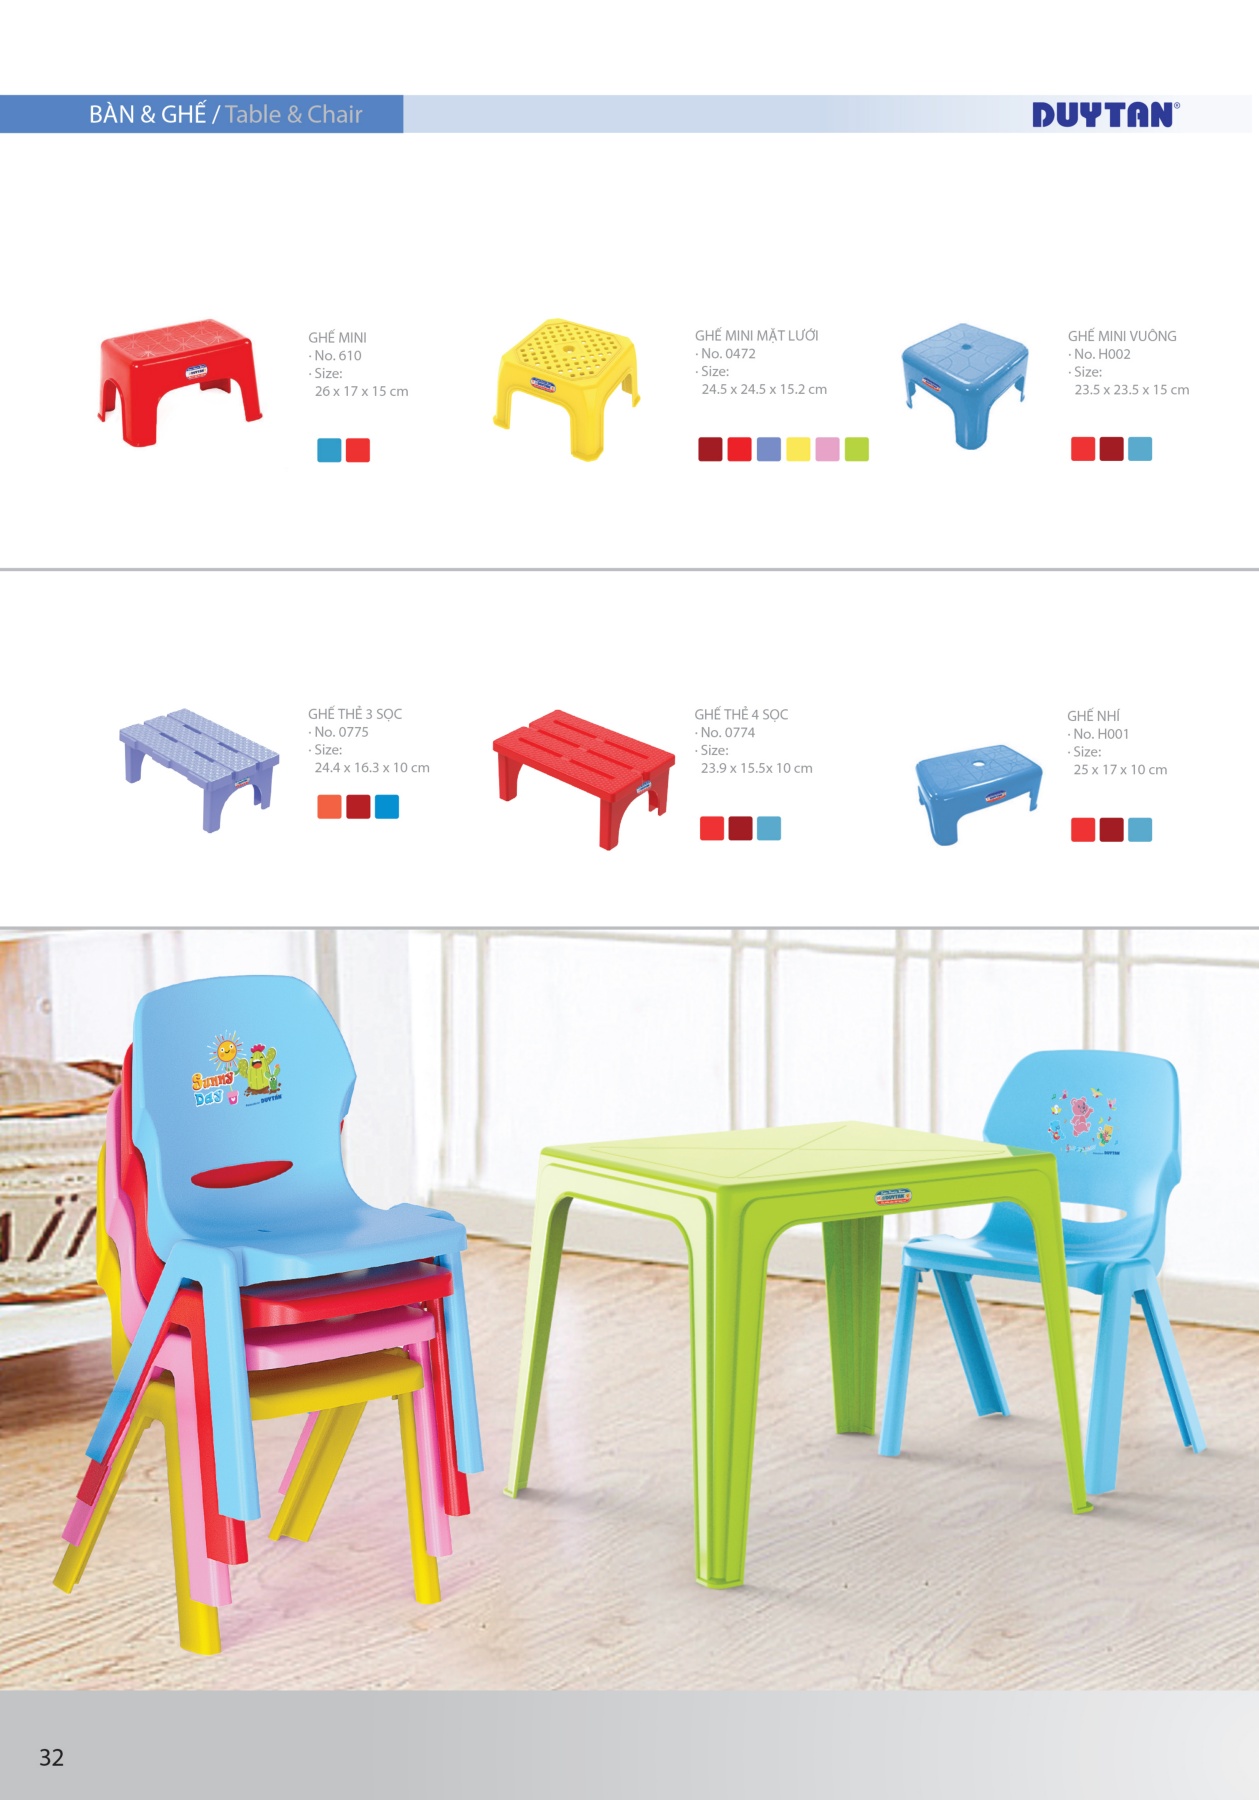 BÀN & GHẾ / Table & Chair
DUYTAN®
GHẾ MINI
· No. 610
· Size:
26 x 17 x 15 cm
GHẾ MINI MẶT LƯỚI
· No. 0472
· Size:
24.5 x 24.5 x 15.2 cm
GHẾ MINI VUÔNG
· No. H002
· Size:
23.5 x 23.5 x 15 cm
GHẾ THẺ 3 SỌC
· No. 0775
· Size:
24.4 x 16.3 x 10 cm
GHẾ THẺ 4 SỌC
· No. 0774
· Size:
23.9 x 15.5x 10 cm
GHẾ NHÍ
· No. H001
· Size:
25 x 17 x 10 cm
Sunny
Day
DUYTAN
DUYTAN
DUYTAN
32